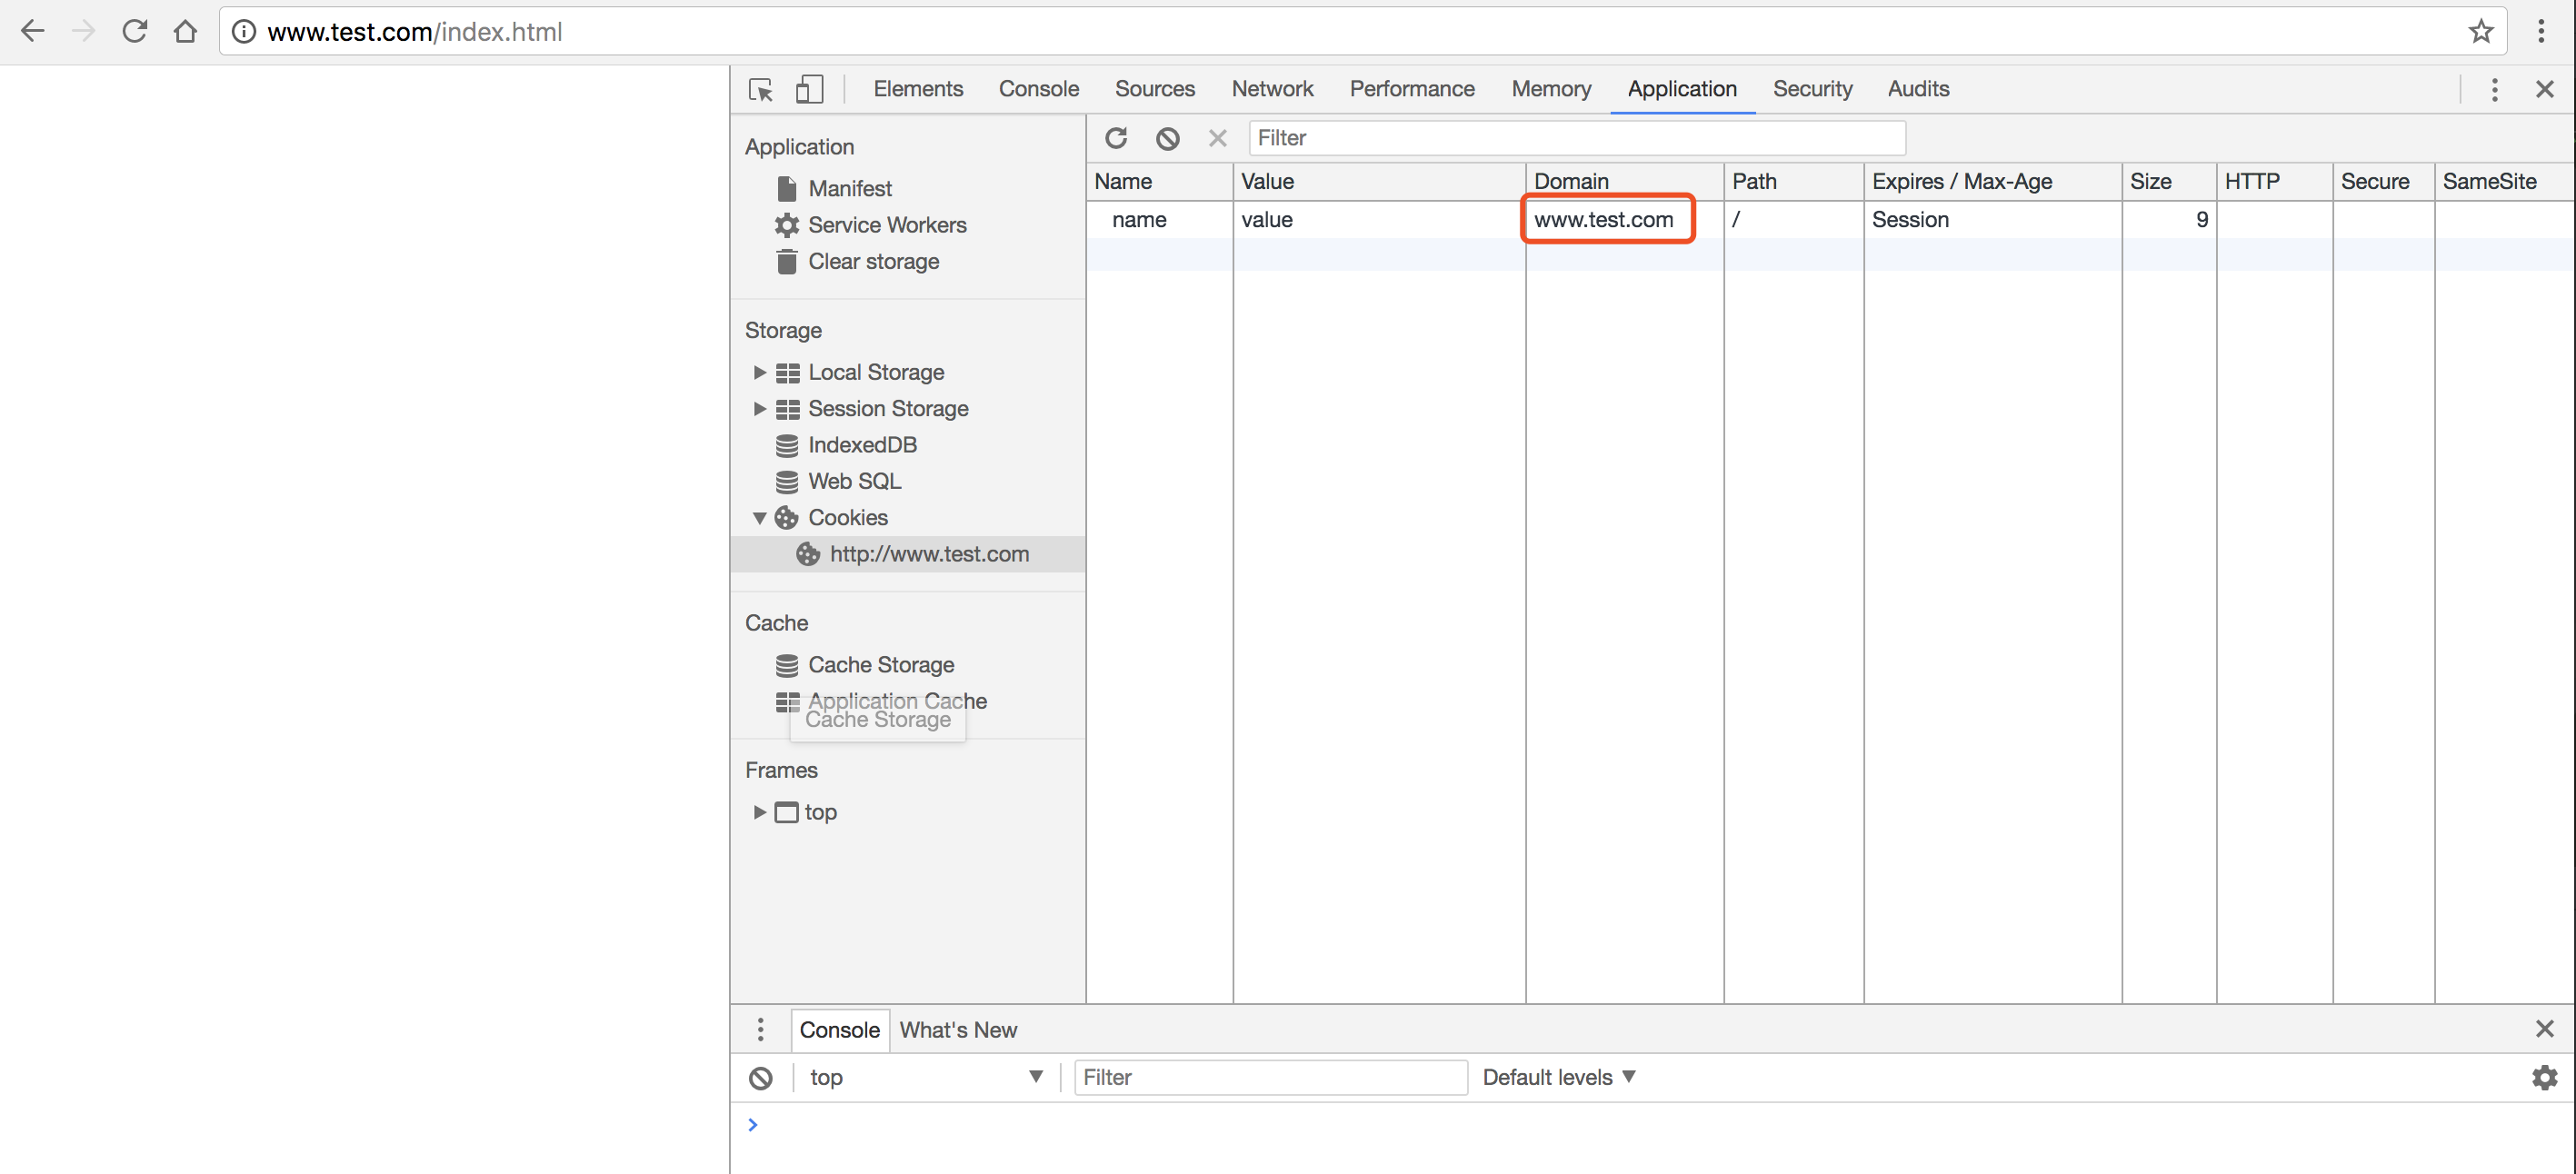 www.test.com/index.html
Elements Console Sources Network Performance Memory Application Security Audits
Application
Manifest
Service Workers
Clear storage
Storage
Local Storage
Session Storage
IndexedDB
Web SQL
Cookies
http://www.test.com
Cache
Cache Storage
Application Cache
Cache Storage
Frames
top
Filter
Name Value Domain Path Expires / Max-Age Size HTTP Secure SameSite
name value www.test.com / Session 9
Console What's New
top Filter Default levels